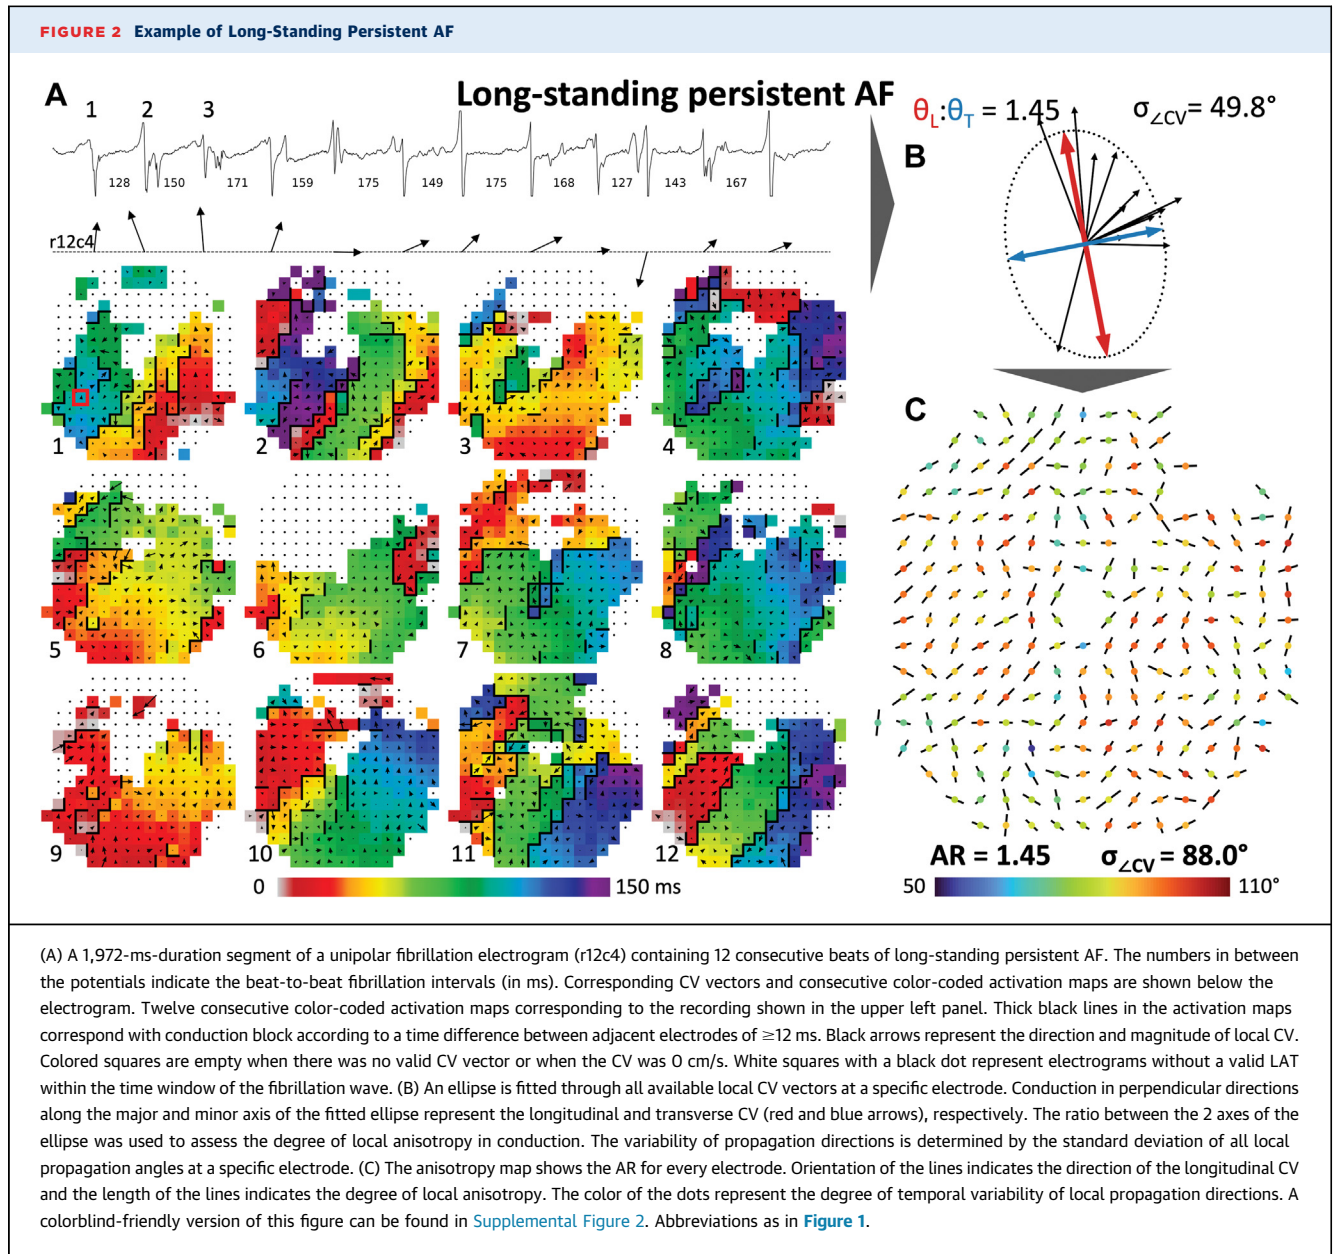 FIGURE 2 Example of Long-Standing Persistent AF
A
Long-standing persistent AF
1 2 3
128 150 171 159 175 149 175 168 127 143 167
r12c4
1 2 3 4
5 6 7 8
9 10 11 12
0 150 ms
θL:θT = 1.45 σ∠CV= 49.8°
B
C
AR = 1.45 σ∠CV = 88.0°
50 110°
(A) A 1,972-ms-duration segment of a unipolar fibrillation electrogram (r12c4) containing 12 consecutive beats of long-standing persistent AF. The numbers in between
the potentials indicate the beat-to-beat fibrillation intervals (in ms). Corresponding CV vectors and consecutive color-coded activation maps are shown below the
electrogram. Twelve consecutive color-coded activation maps corresponding to the recording shown in the upper left panel. Thick black lines in the activation maps
correspond with conduction block according to a time difference between adjacent electrodes of ≥12 ms. Black arrows represent the direction and magnitude of local CV.
Colored squares are empty when there was no valid CV vector or when the CV was 0 cm/s. White squares with a black dot represent electrograms without a valid LAT
within the time window of the fibrillation wave. (B) An ellipse is fitted through all available local CV vectors at a specific electrode. Conduction in perpendicular directions
along the major and minor axis of the fitted ellipse represent the longitudinal and transverse CV (red and blue arrows), respectively. The ratio between the 2 axes of the
ellipse was used to assess the degree of local anisotropy in conduction. The variability of propagation directions is determined by the standard deviation of all local
propagation angles at a specific electrode. (C) The anisotropy map shows the AR for every electrode. Orientation of the lines indicates the direction of the longitudinal CV
and the length of the lines indicates the degree of local anisotropy. The color of the dots represent the degree of temporal variability of local propagation directions. A
colorblind-friendly version of this figure can be found in Supplemental Figure 2. Abbreviations as in Figure 1.